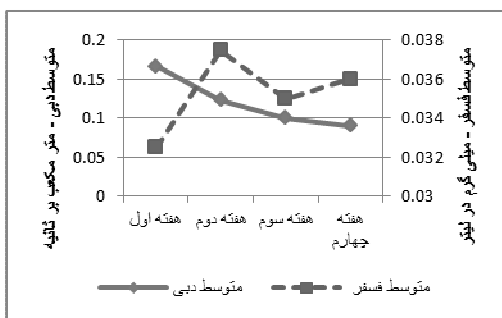 0.2
0.15
0.1
0.05
0
0.038
0.036
0.034
0.032
0.03
متوسط دبی - متر مکعب بر ثانیه
متوسط فسفر - میلی گرم در لیتر
هفته اول
هفته دوم
هفته سوم
هفته
چهارم
متوسط دبی
متوسط فسفر